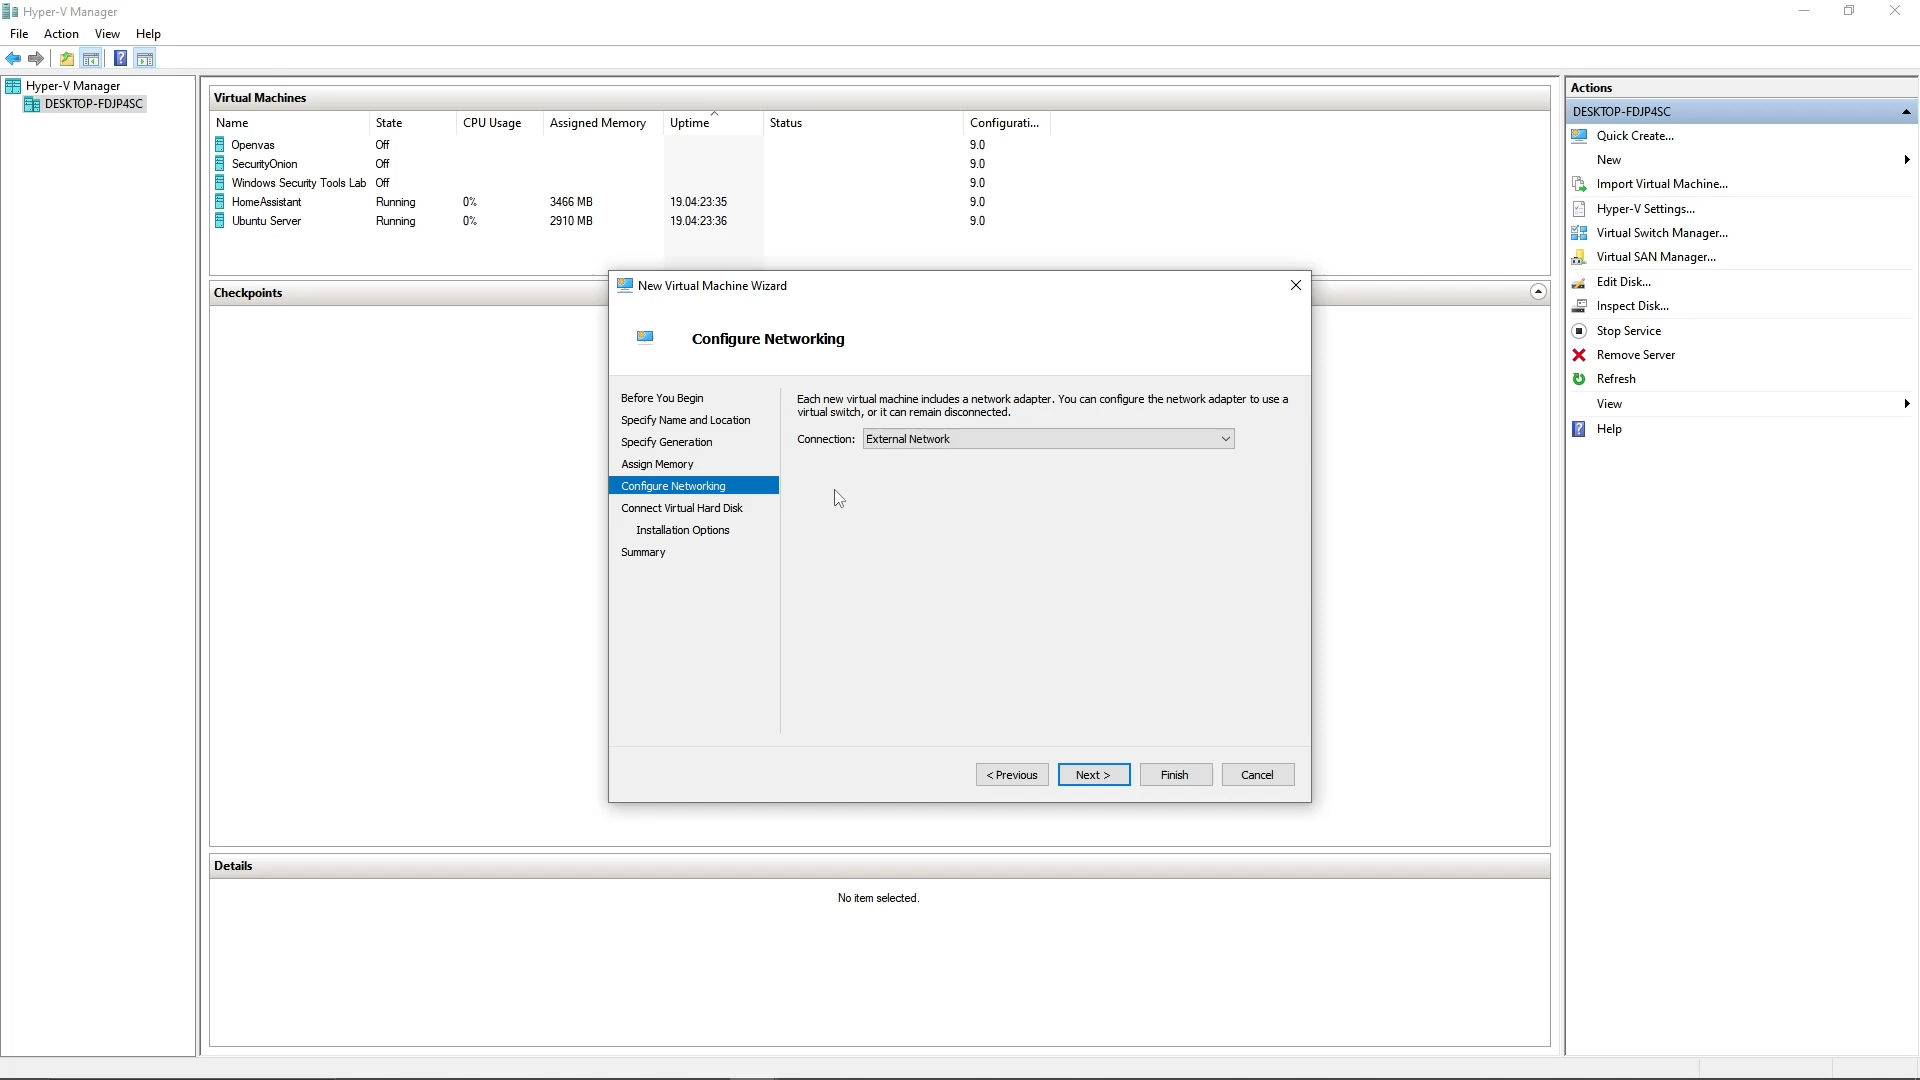 Hyper-V Manager
File Action View Help
Hyper-V Manager
DESKTOP-FDJP4SC
Virtual Machines
Name State CPU Usage Assigned Memory Uptime Status Configurati...
Openvas Off 9.0
SecurityOnion Off 9.0
Windows Security Tools Lab Off 9.0
HomeAssistant Running 0% 3466 MB 19.04:23:35 9.0
Ubuntu Server Running 0% 2910 MB 19.04:23:36 9.0
Checkpoints
New Virtual Machine Wizard
Configure Networking
Before You Begin
Specify Name and Location
Specify Generation
Assign Memory
Configure Networking
Connect Virtual Hard Disk
Installation Options
Summary
Each new virtual machine includes a network adapter. You can configure the network adapter to use a
virtual switch, or it can remain disconnected.
Connection: External Network
< Previous Next > Finish Cancel
Details
No item selected.
Actions
DESKTOP-FDJP4SC
Quick Create...
New
Import Virtual Machine...
Hyper-V Settings...
Virtual Switch Manager...
Virtual SAN Manager...
Edit Disk...
Inspect Disk...
Stop Service
Remove Server
Refresh
View
Help